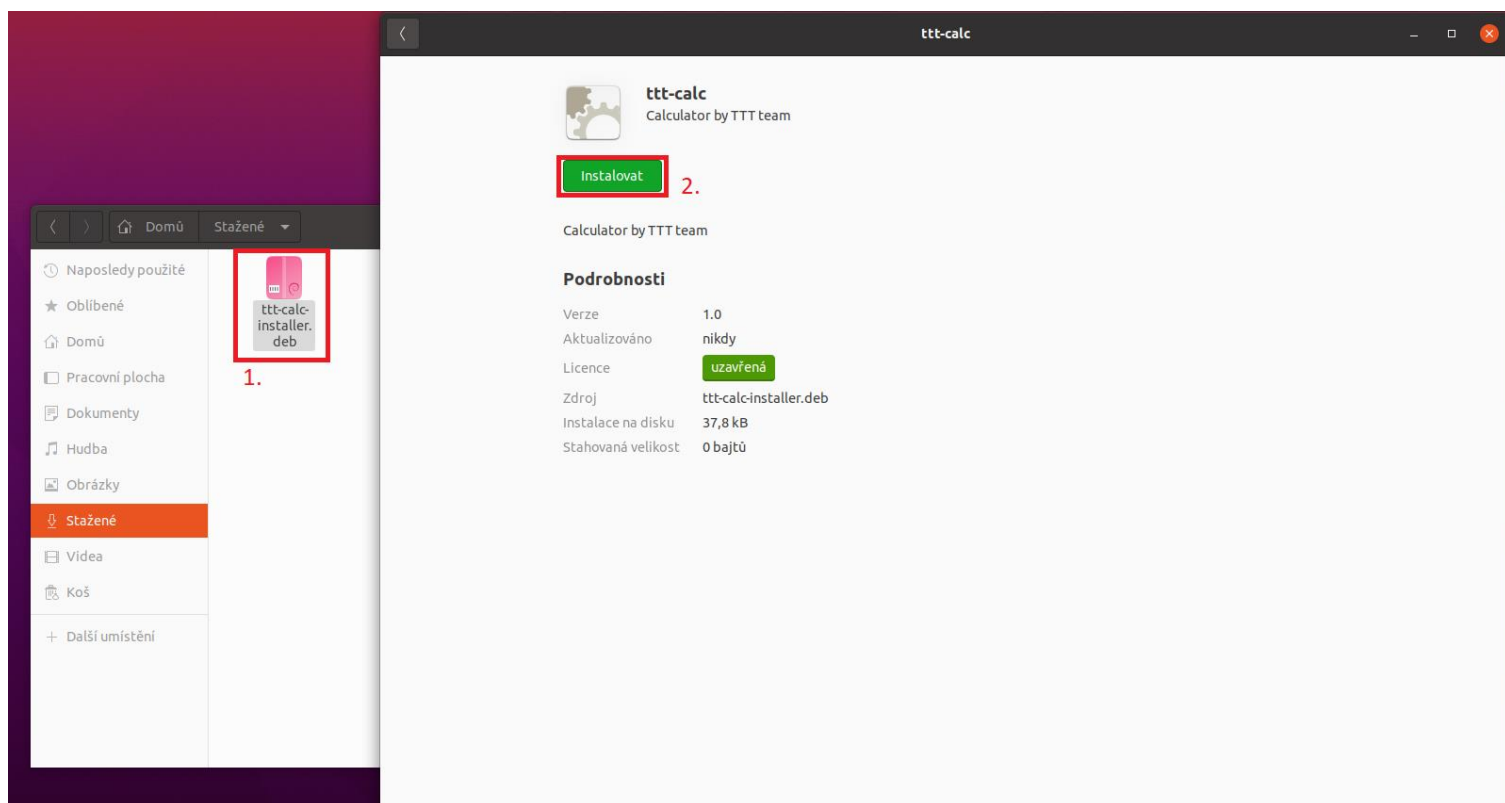 ttt-calc
ttt-calc
Calculator by TTT team
Instalovat
2.
Calculator by TTT team
Podrobnosti
Verze 1.0
Aktualizováno nikdy
Licence uzavřená
Zdroj ttt-calc-installer.deb
Instalace na disku 37,8 kB
Stahovaná velikost 0 bajtů
Domů Stažené
Naposledy použité
Oblíbené
Domů
Pracovní plocha
Dokumenty
Hudba
Obrázky
Stažené
Videa
Koš
Další umístění
ttt-calc-
installer.
deb
1.